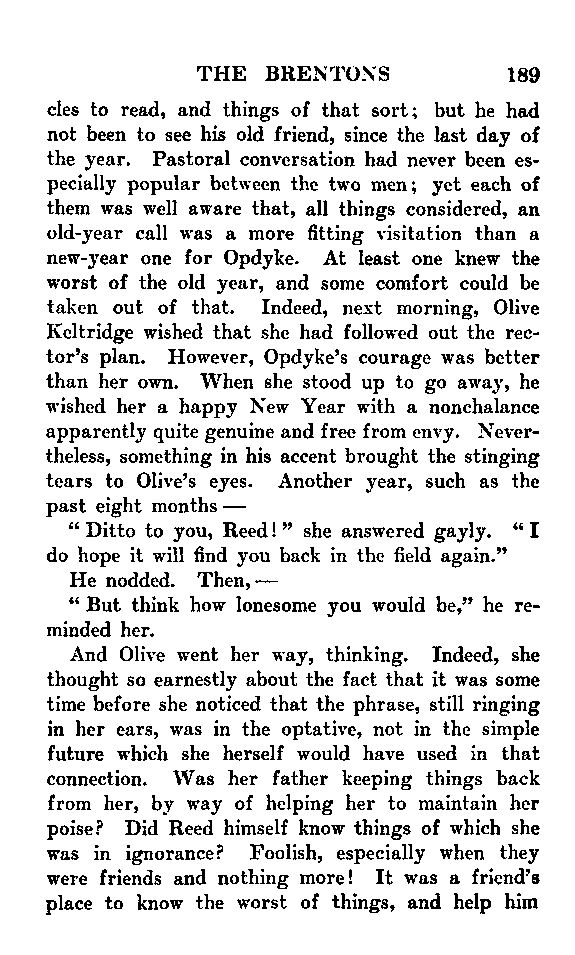 THE BRENTONS 189
cles to read, and things of that sort; but he had
not been to see his old friend, since the last day of
the year. Pastoral conversation had never been es-
pecially popular between the two men; yet each of
them was well aware that, all things considered, an
old-year call was a more fitting visitation than a
new-year one for Opdyke. At least one knew the
worst of the old year, and some comfort could be
taken out of that. Indeed, next morning, Olive
Keltridge wished that she had followed out the rec-
tor's plan. However, Opdyke's courage was better
than her own. When she stood up to go away, he
wished her a happy New Year with a nonchalance
apparently quite genuine and free from envy. Never-
theless, something in his accent brought the stinging
tears to Olive's eyes. Another year, such as the
past eight months —
" Ditto to you, Reed! " she answered gayly. " I
do hope it will find you back in the field again."
He nodded. Then, —
" But think how lonesome you would be," he re-
minded her.
And Olive went her way, thinking. Indeed, she
thought so earnestly about the fact that it was some
time before she noticed that the phrase, still ringing
in her ears, was in the optative, not in the simple
future which she herself would have used in that
connection. Was her father keeping things back
from her, by way of helping her to maintain her
poise? Did Reed himself know things of which she
was in ignorance? Foolish, especially when they
were friends and nothing more! It was a friend's
place to know the worst of things, and help him